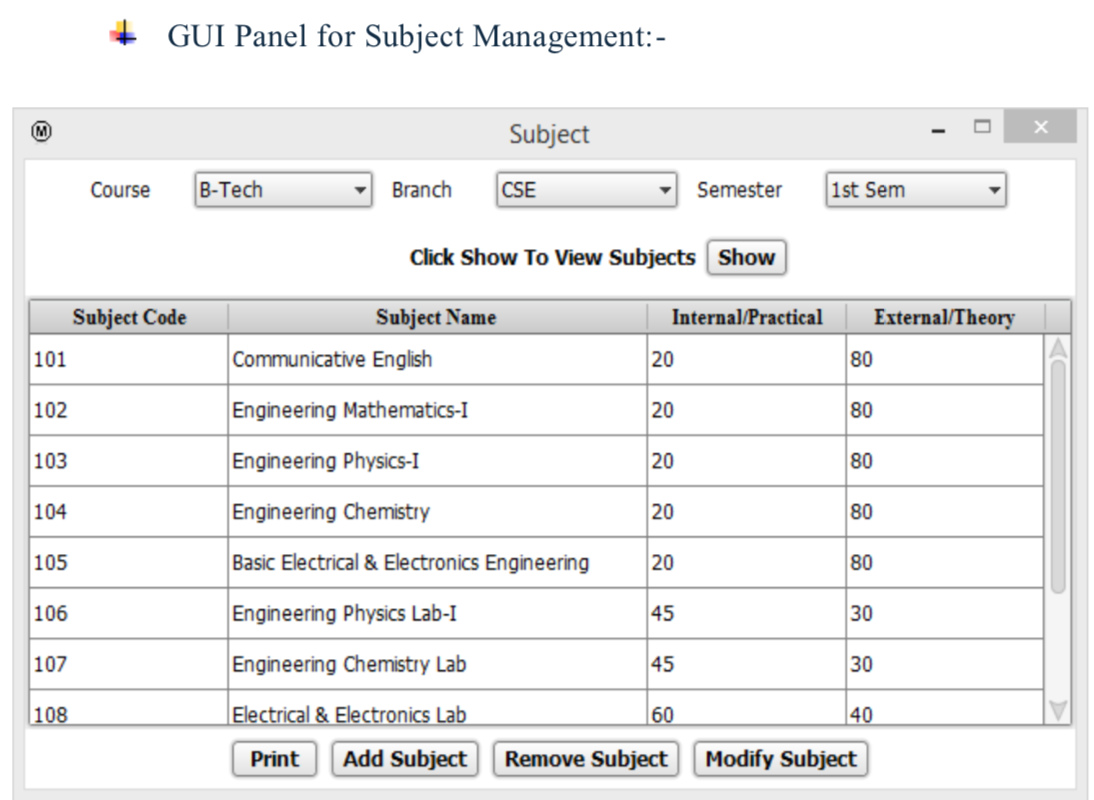 GUI Panel for Subject Management:-
M Subject
Course B-Tech Branch CSE Semester 1st Sem
Click Show To View Subjects Show
Subject Code Subject Name Internal/Practical External/Theory
101 Communicative English 20 80
102 Engineering Mathematics-I 20 80
103 Engineering Physics-I 20 80
104 Engineering Chemistry 20 80
105 Basic Electrical & Electronics Engineering 20 80
106 Engineering Physics Lab-I 45 30
107 Engineering Chemistry Lab 45 30
108 Electrical & Electronics Lab 60 40
Print Add Subject Remove Subject Modify Subject